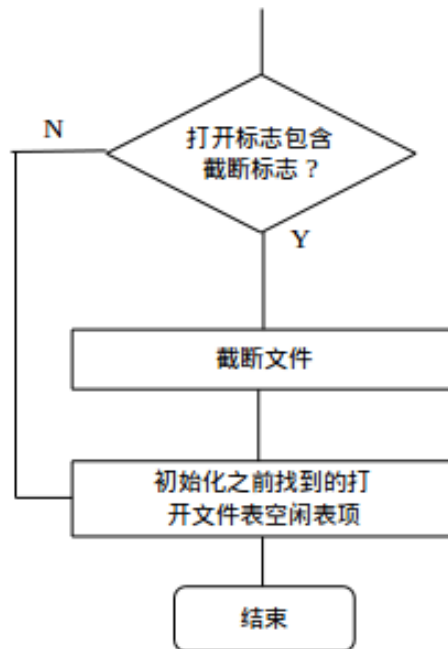 打开标志包含
截断标志？
N
Y
截断文件
初始化之前找到的打
开文件表空闲表项
结束